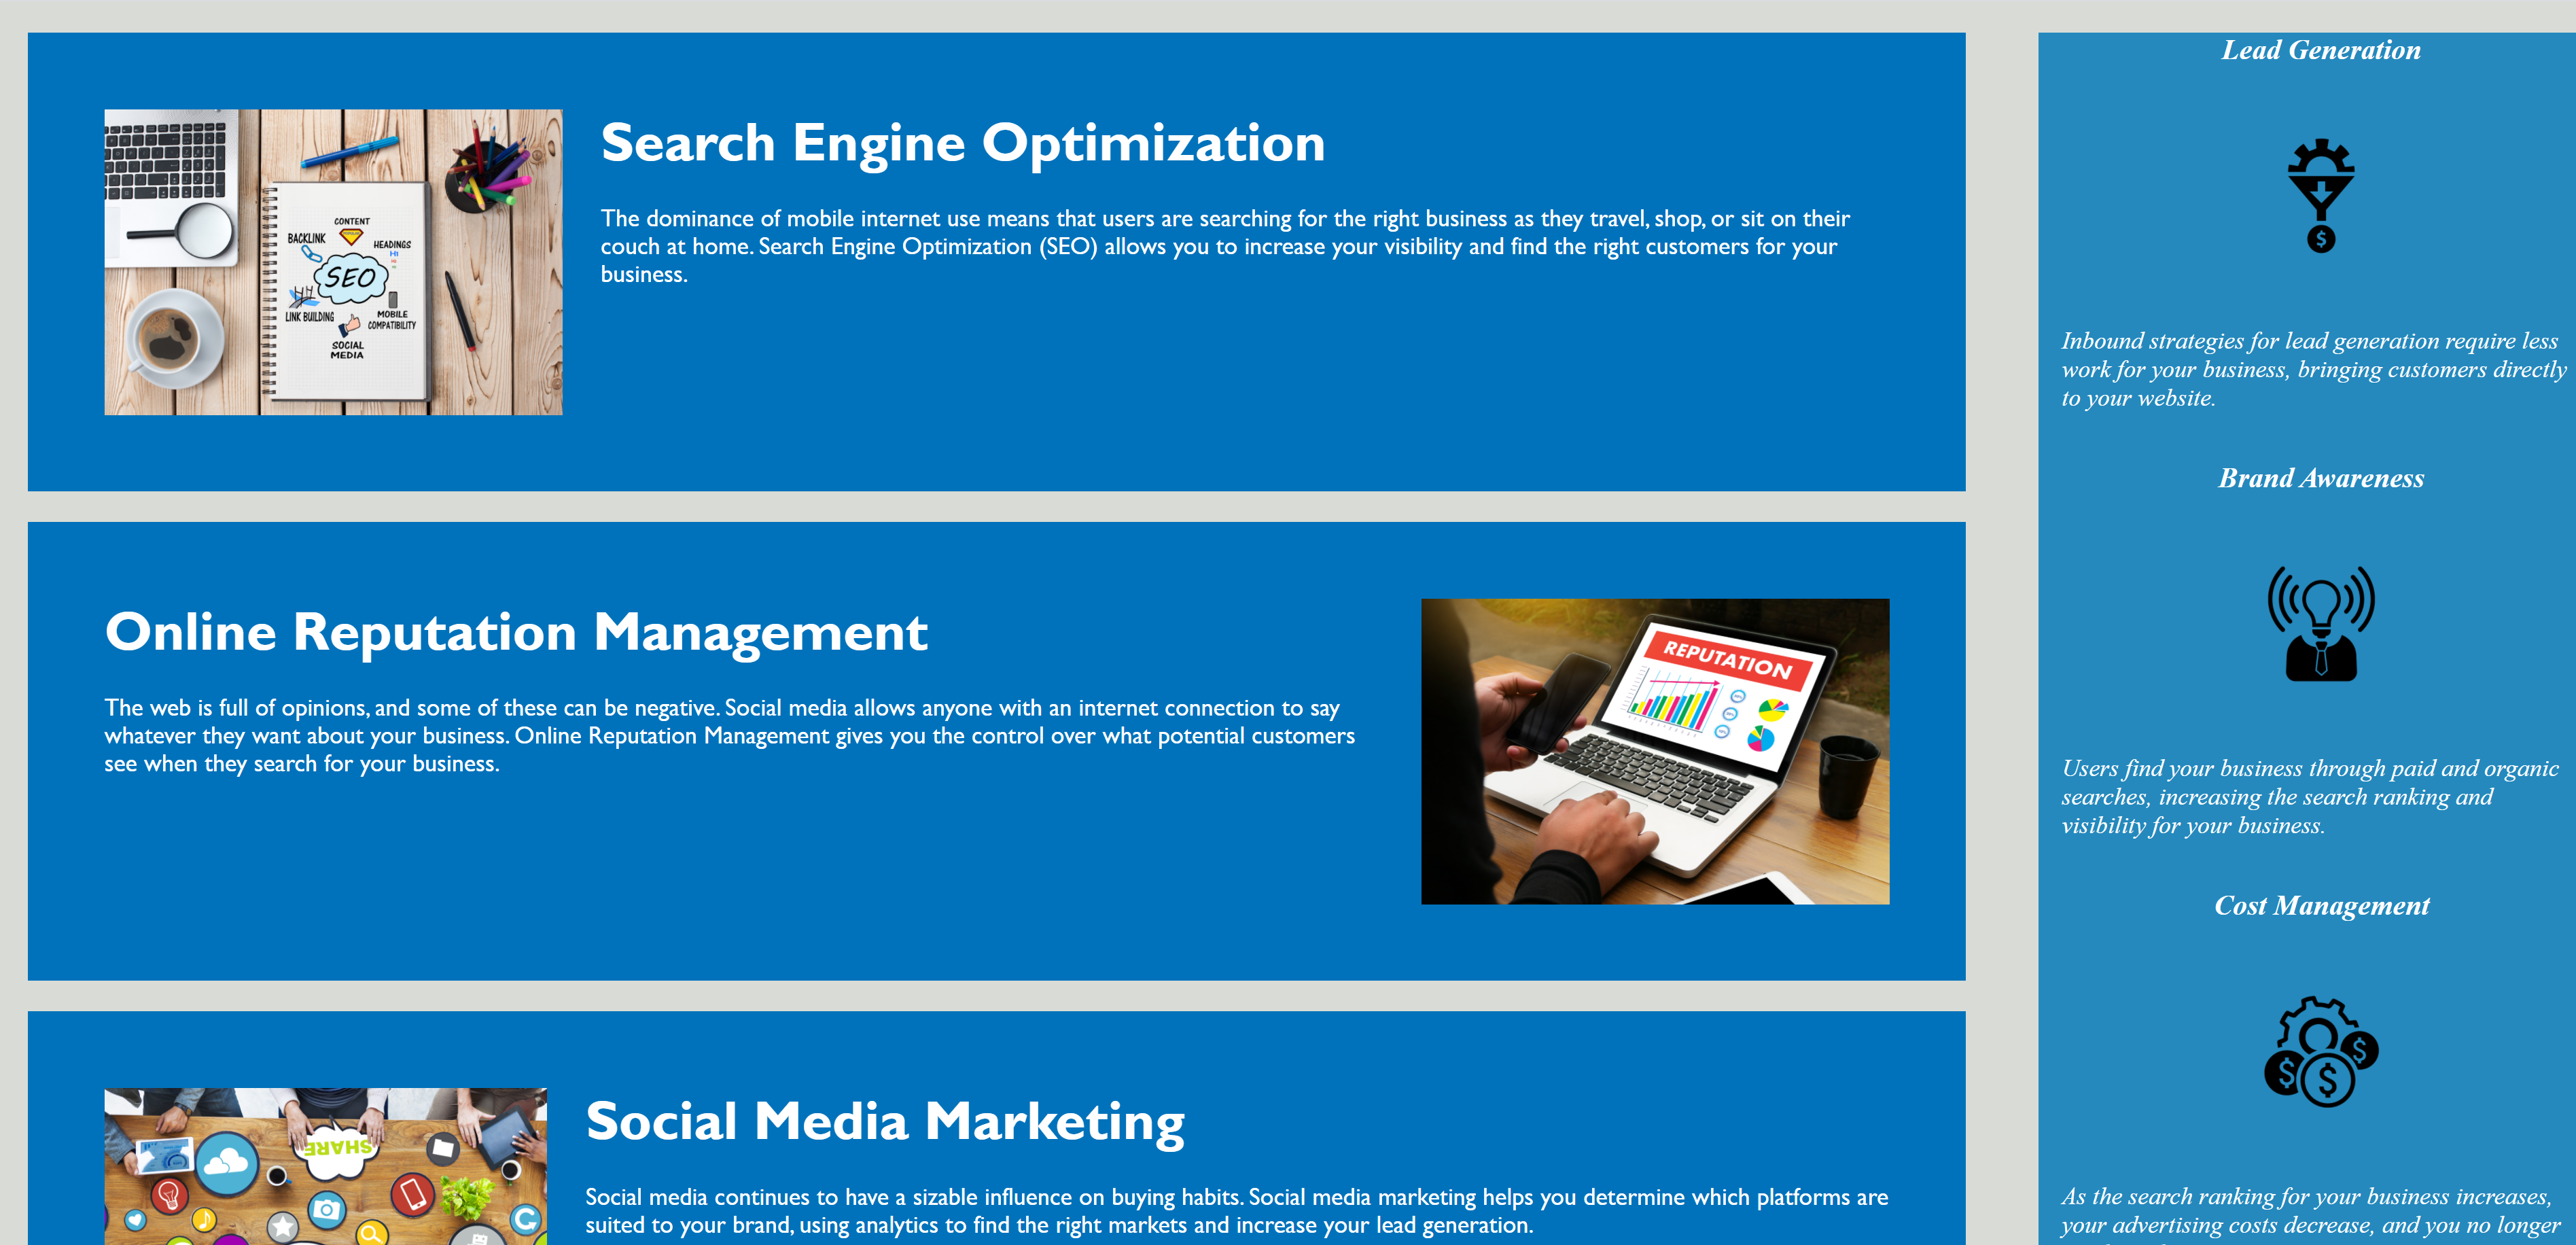 Search Engine Optimization
The dominance of mobile internet use means that users are searching for the right business as they travel, shop, or sit on their
couch at home. Search Engine Optimization (SEO) allows you to increase your visibility and find the right customers for your
business.
CONTENT
BACKLINK
HEADINGS
H1
SEO
LINK BUILDING
MOBILE
COMPATIBILITY
SOCIAL
MEDIA
Online Reputation Management
The web is full of opinions, and some of these can be negative. Social media allows anyone with an internet connection to say
whatever they want about your business. Online Reputation Management gives you the control over what potential customers
see when they search for your business.
REPUTATION
Social Media Marketing
Social media continues to have a sizable influence on buying habits. Social media marketing helps you determine which platforms are
suited to your brand, using analytics to find the right markets and increase your lead generation.
SHARE
Lead Generation
$
Inbound strategies for lead generation require less
work for your business, bringing customers directly
to your website.
Brand Awareness
Users find your business through paid and organic
searches, increasing the search ranking and
visibility for your business.
Cost Management
$ $ $
As the search ranking for your business increases,
your advertising costs decrease, and you no longer